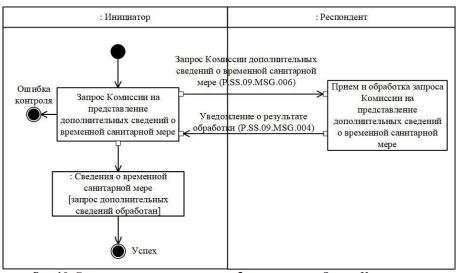 : Инициатор
: Респондент
Запрос Комиссии дополнительных
сведений о временной санитарной
мере (P.SS.09.MSG.006)
Ошибка
контроля
Запрос Комиссии на
представление
дополнительных сведений о
временной санитарной мере
Прием и обработка запроса
Комиссии на
представление
дополнительных сведений
о временной санитарной
мере
Уведомление о результате
обработки (P.SS.09.MSG.004)
: Сведения о временной
санитарной мере
[запрос дополнительных
сведений обработан]
Успех